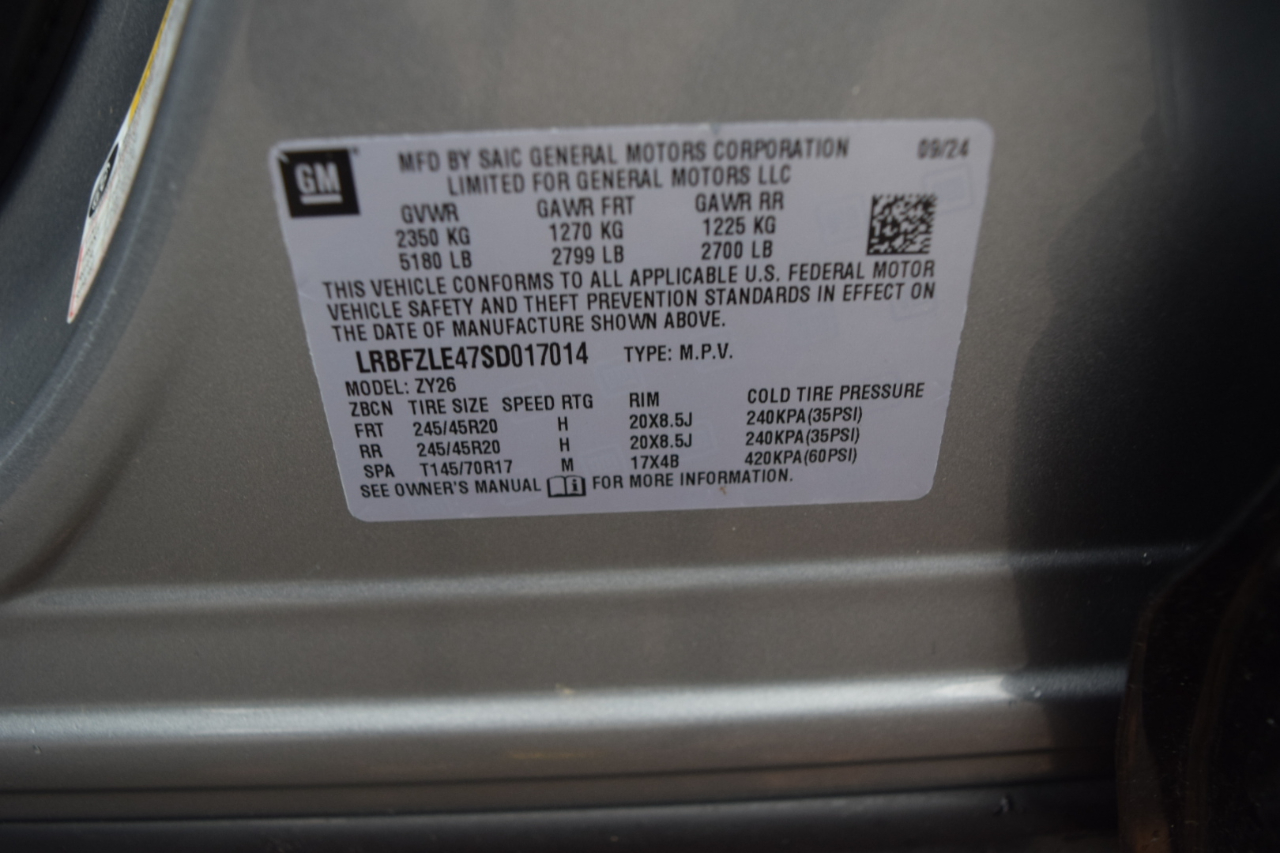 GM
MFD BY SAIC GENERAL MOTORS CORPORATION 09/24
LIMITED FOR GENERAL MOTORS LLC
GVWR GAWR FRT GAWR RR
2350 KG 1270 KG 1225 KG
5180 LB 2799 LB 2700 LB
THIS VEHICLE CONFORMS TO ALL APPLICABLE U.S. FEDERAL MOTOR
VEHICLE SAFETY AND THEFT PREVENTION STANDARDS IN EFFECT ON
THE DATE OF MANUFACTURE SHOWN ABOVE.
LRBFZLE47SD017014 TYPE: M.P.V.
MODEL: ZY26
ZBCN TIRE SIZE SPEED RTG RIM COLD TIRE PRESSURE
FRT 245/45R20 H 20X8.5J 240KPA(35PSI)
RR 245/45R20 H 20X8.5J 240KPA(35PSI)
SPA T145/70R17 M 17X4B 420KPA(60PSI)
SEE OWNER'S MANUAL FOR MORE INFORMATION.